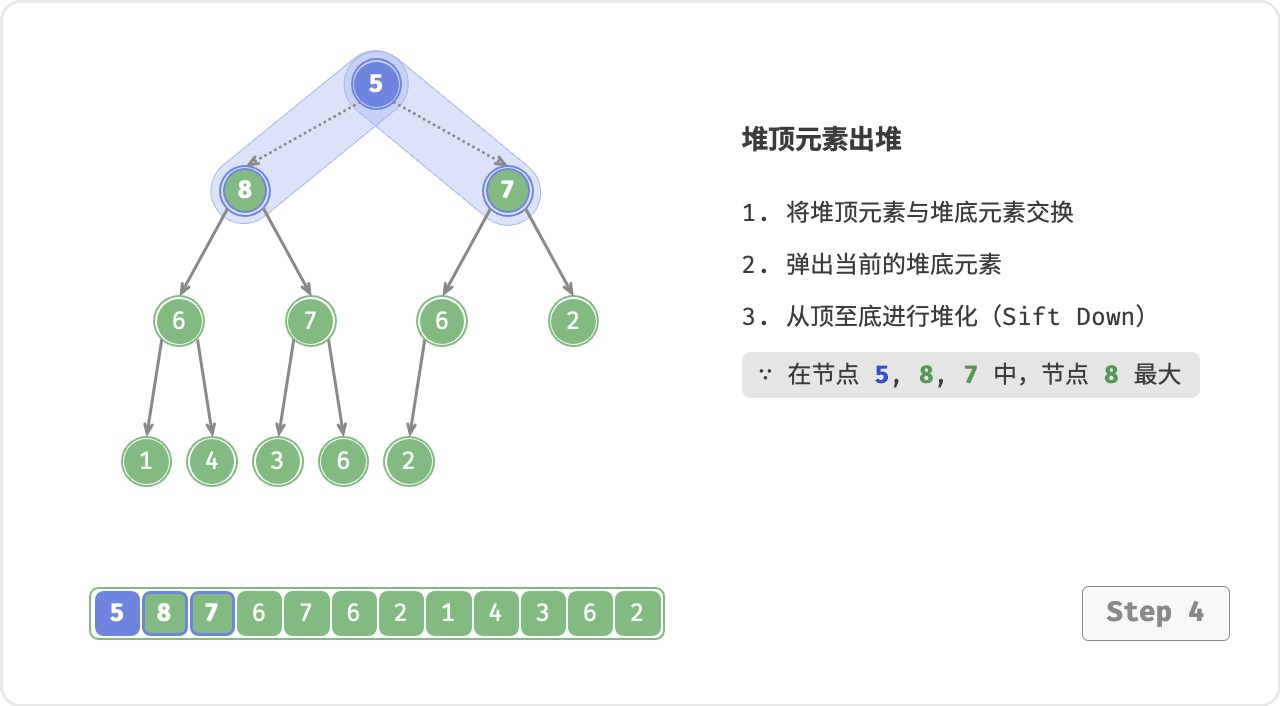 5
堆顶元素出堆
8 7
1. 将堆顶元素与堆底元素交换
2. 弹出当前的堆底元素
3. 从顶至底进行堆化（Sift Down）
6 7 6 2
∵ 在节点 5, 8, 7 中，节点 8 最大
1 4 3 6 2
5 8 7 6 7 6 2 1 4 3 6 2
Step 4